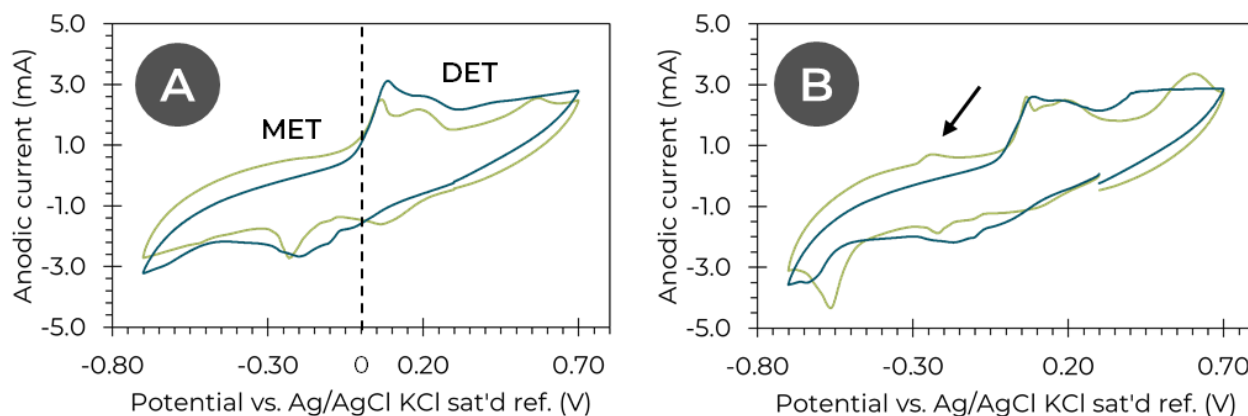 A
MET
DET
Anodic current (mA)
5.0
3.0
1.0
-1.0
-3.0
-5.0
-0.80
-0.30
0
0.20
0.70
Potential vs. Ag/AgCl KCl sat'd ref. (V)
B
Anodic current (mA)
5.0
3.0
1.0
-1.0
-3.0
-5.0
-0.80
-0.30
0.20
0.70
Potential vs. Ag/AgCl KCl sat'd ref. (V)